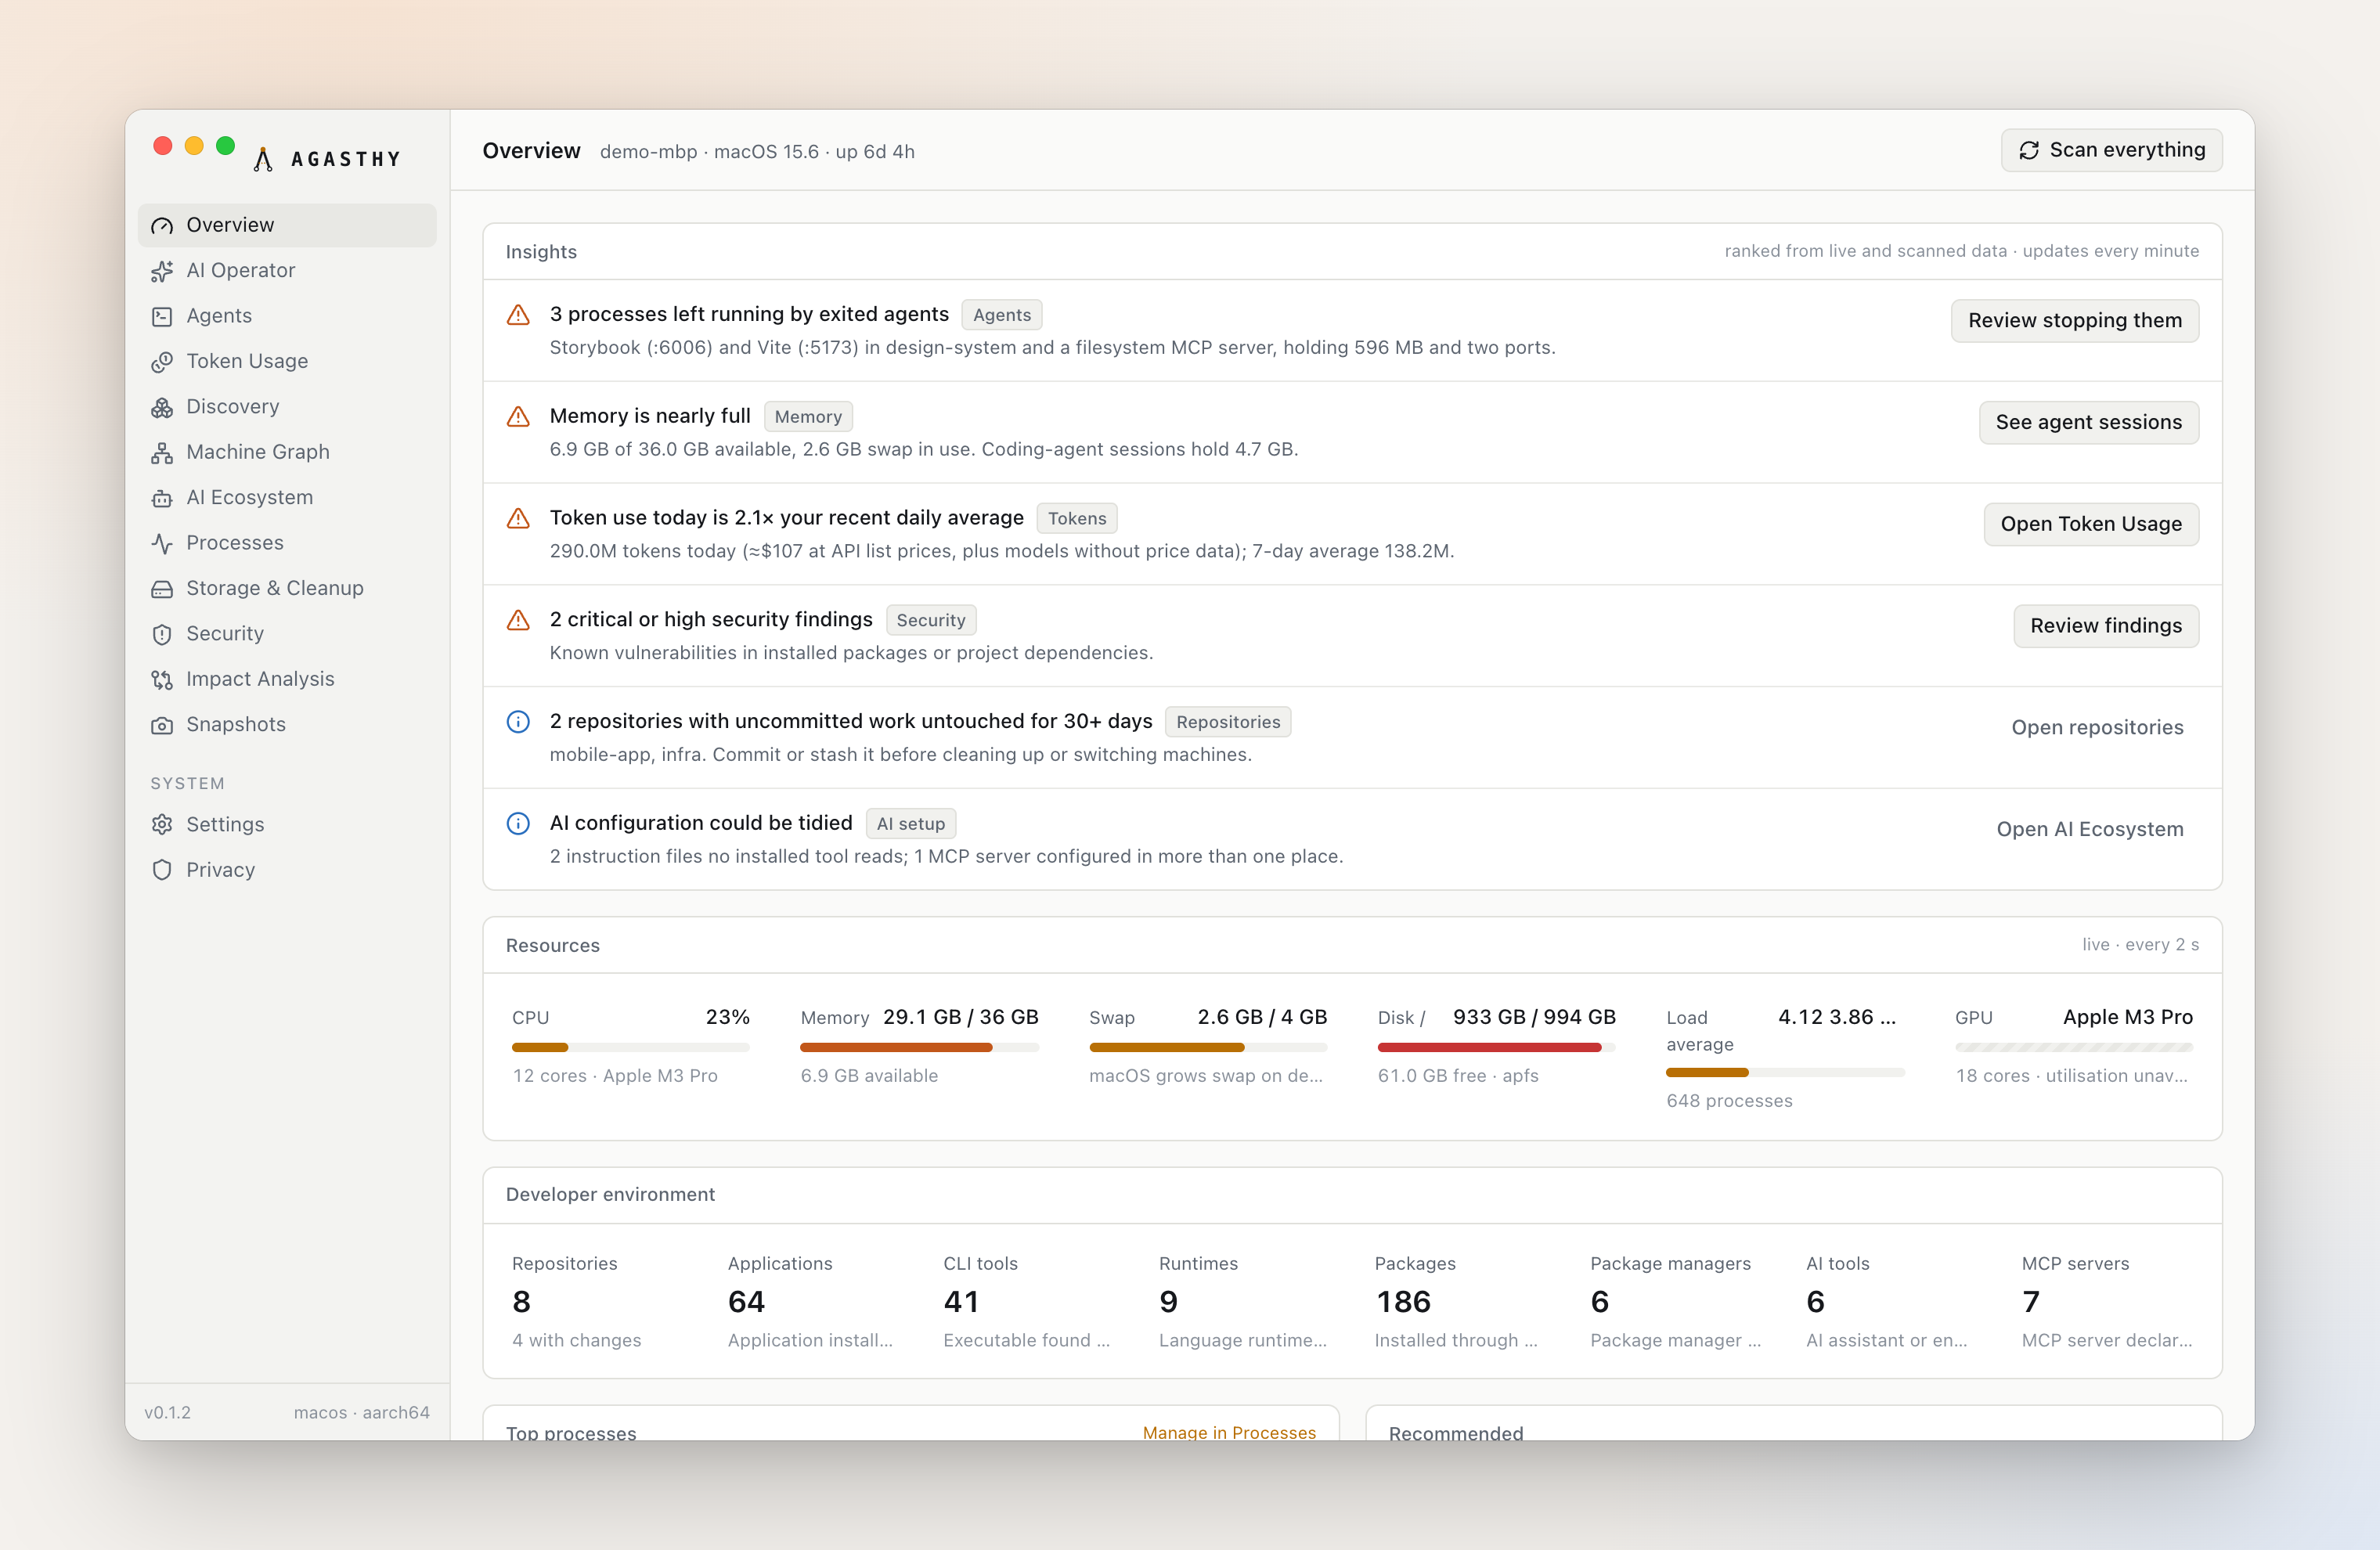 AGASTHY
Overview
AI Operator
Agents
Token Usage
Discovery
Machine Graph
AI Ecosystem
Processes
Storage & Cleanup
Security
Impact Analysis
Snapshots
SYSTEM
Settings
Privacy
v0.1.2 macos · aarch64
Overview demo-mbp · macOS 15.6 · up 6d 4h Scan everything
Insights ranked from live and scanned data · updates every minute
3 processes left running by exited agents Agents Review stopping them
Storybook (:6006) and Vite (:5173) in design-system and a filesystem MCP server, holding 596 MB and two ports.
Memory is nearly full Memory See agent sessions
6.9 GB of 36.0 GB available, 2.6 GB swap in use. Coding-agent sessions hold 4.7 GB.
Token use today is 2.1× your recent daily average Tokens Open Token Usage
290.0M tokens today (≈$107 at API list prices, plus models without price data); 7-day average 138.2M.
2 critical or high security findings Security Review findings
Known vulnerabilities in installed packages or project dependencies.
2 repositories with uncommitted work untouched for 30+ days Repositories Open repositories
mobile-app, infra. Commit or stash it before cleaning up or switching machines.
AI configuration could be tidied AI setup Open AI Ecosystem
2 instruction files no installed tool reads; 1 MCP server configured in more than one place.
Resources live · every 2 s
CPU 23%
12 cores · Apple M3 Pro
Memory 29.1 GB / 36 GB
6.9 GB available
Swap 2.6 GB / 4 GB
macOS grows swap on de...
Disk / 933 GB / 994 GB
61.0 GB free · apfs
Load average 4.12 3.86 ...
648 processes
GPU Apple M3 Pro
18 cores · utilisation unav...
Developer environment
Repositories
8
4 with changes
Applications
64
Application install...
CLI tools
41
Executable found ...
Runtimes
9
Language runtime...
Packages
186
Installed through ...
Package managers
6
Package manager ...
AI tools
6
AI assistant or en...
MCP servers
7
MCP server declar...
Top processes Manage in Processes
Recommended